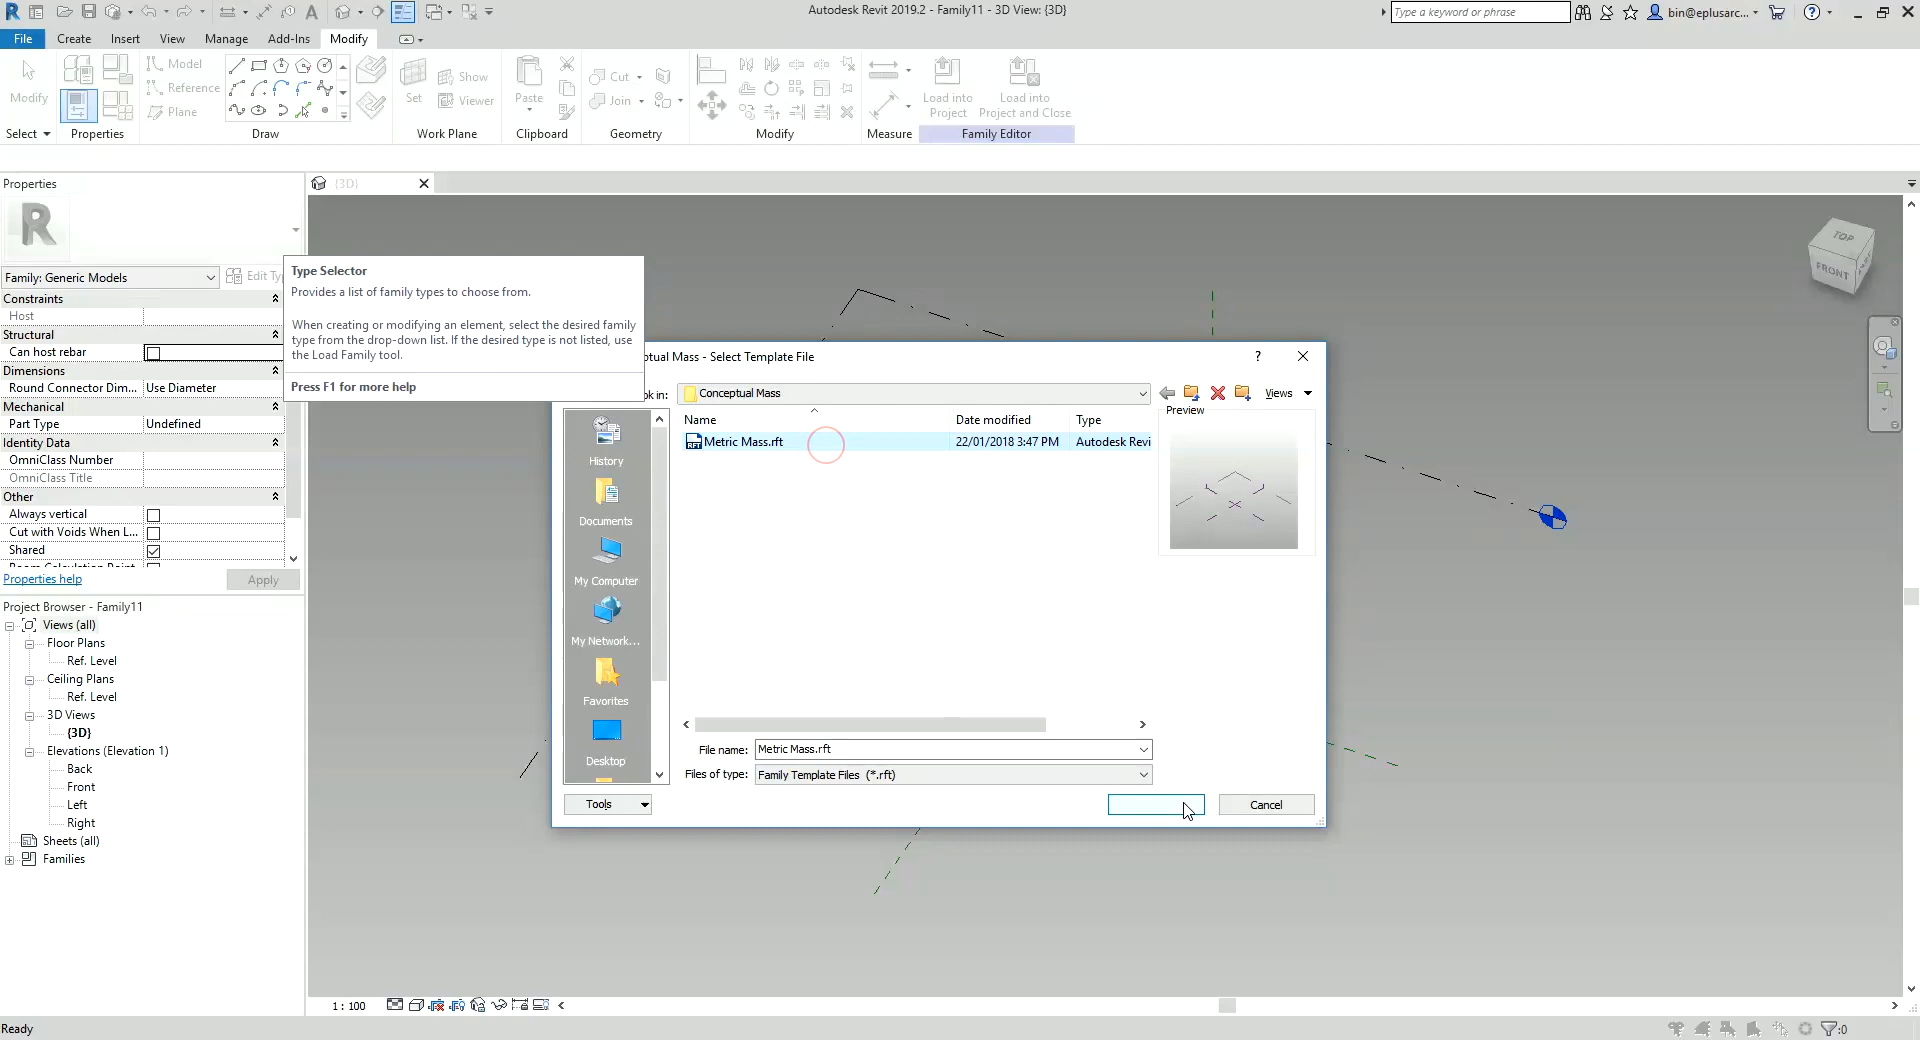 Autodesk Revit 2019.2 - Family11 - 3D View: {3D}
Type a keyword or phrase
bin@eplusarc...
File Create Insert View Manage Add-Ins Modify
Modify
Model
Reference
Plane
Set
Show
Viewer
Paste
Cut
Join
Load into
Project
Load into
Project and Close
Select Properties Draw Work Plane Clipboard Geometry Modify Measure Family Editor
Properties
{3D}
R
Family: Generic Models
Edit Ty
Constraints
Host
Structural
Can host rebar
Dimensions
Round Connector Dim... Use Diameter
Mechanical
Part Type Undefined
Identity Data
OmniClass Number
OmniClass Title
Other
Always vertical
Cut with Voids When L...
Shared
Properties help
Apply
Project Browser - Family11
Views (all)
Floor Plans
Ref. Level
Ceiling Plans
Ref. Level
3D Views
{3D}
Elevations (Elevation 1)
Back
Front
Left
Right
Sheets (all)
Families
Type Selector
Provides a list of family types to choose from.
When creating or modifying an element, select the desired family
type from the drop-down list. If the desired type is not listed, use
the Load Family tool.
Press F1 for more help
TOP
FRONT
ptual Mass - Select Template File
ok in: Conceptual Mass
Views
Name Date modified Type
Metric Mass.rft 22/01/2018 3:47 PM Autodesk Revi
Preview
History
Documents
My Computer
My Network...
Favorites
Desktop
File name: Metric Mass.rft
Files of type: Family Template Files (*.rft)
Tools
Cancel
1 : 100
Ready
:0